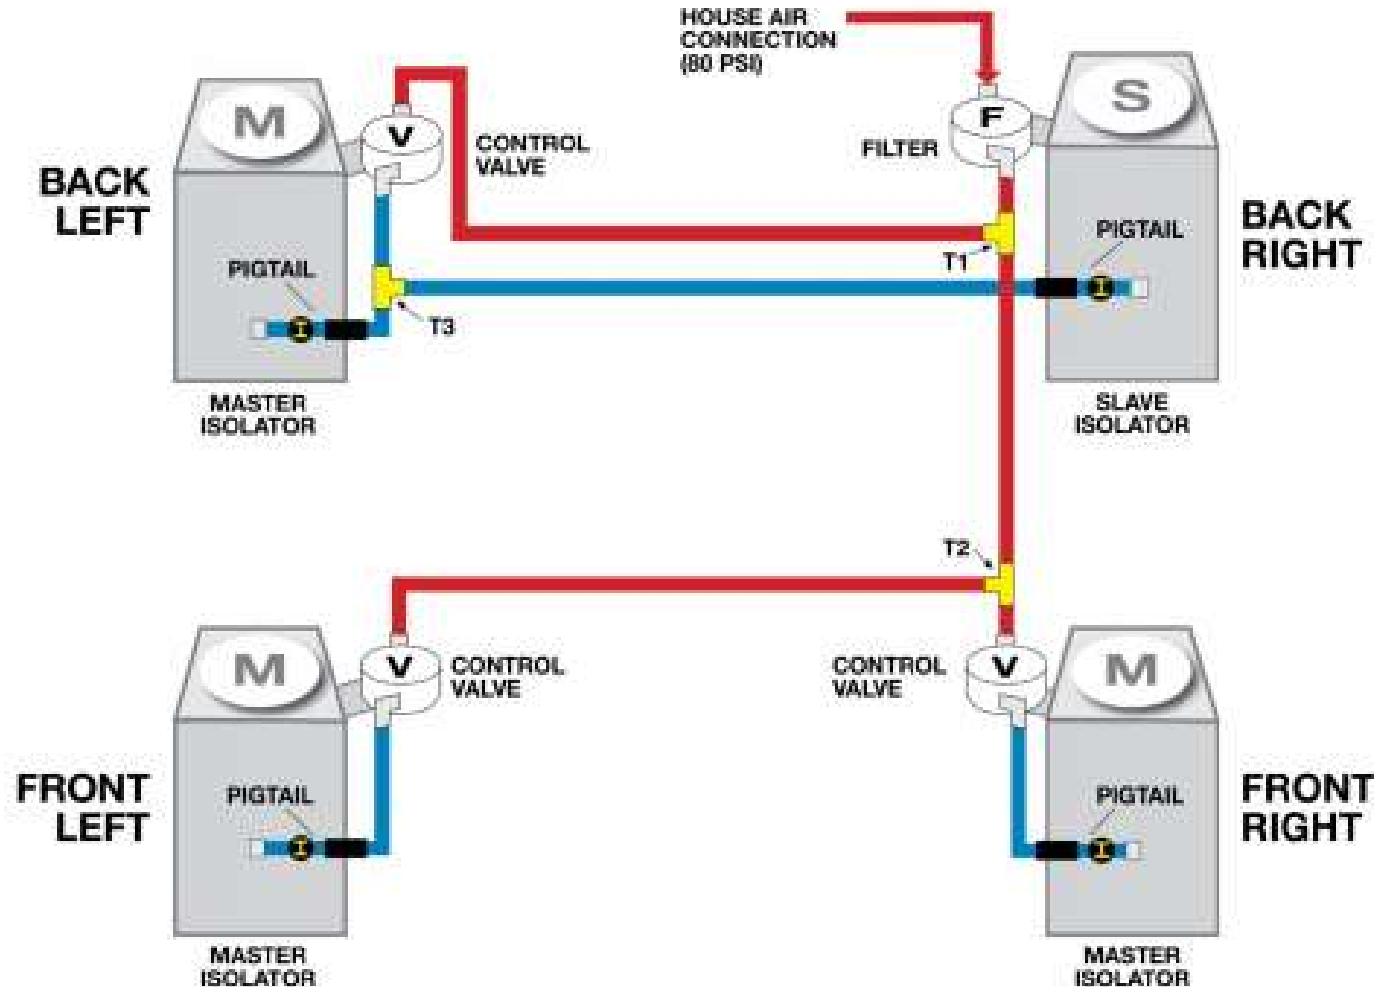 HOUSE AIR
CONNECTION
(80 PSI)
M
V
CONTROL
VALVE
F
FILTER
S
BACK
LEFT
PIGTAIL
I
T3
T1
PIGTAIL
I
BACK
RIGHT
MASTER
ISOLATOR
SLAVE
ISOLATOR
T2
M
V
CONTROL
VALVE
CONTROL
VALVE
V
M
FRONT
LEFT
PIGTAIL
I
PIGTAIL
I
FRONT
RIGHT
MASTER
ISOLATOR
MASTER
ISOLATOR